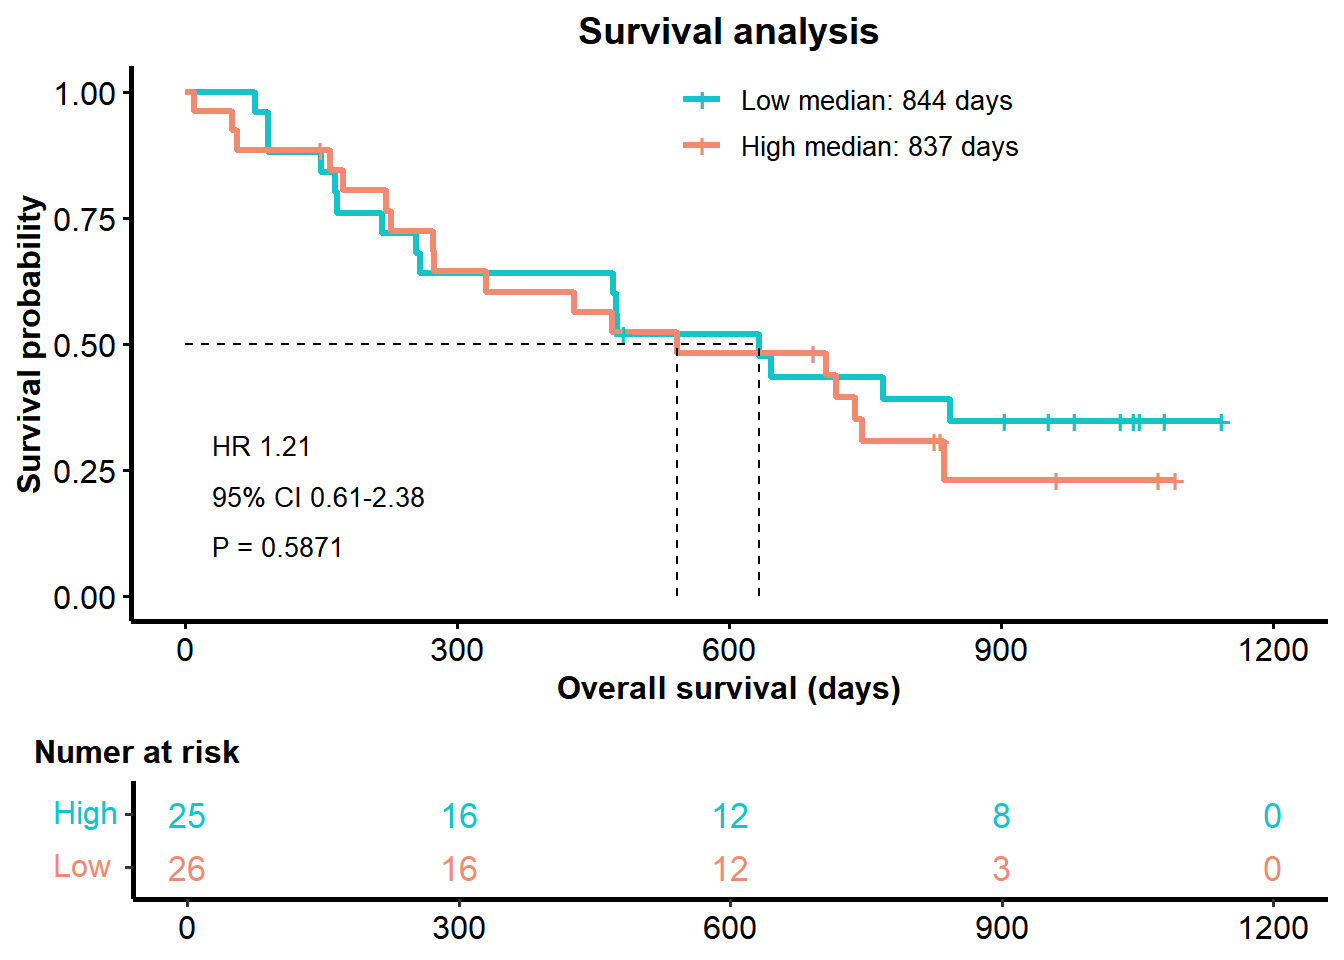 Survival analysis
Low median: 844 days
High median: 837 days
Survival probability
1.00
0.75
0.50
0.25
0.00
HR 1.21
95% CI 0.61-2.38
P = 0.5871
0 300 600 900 1200
Overall survival (days)
Numer at risk
High 25 16 12 8 0
Low 26 16 12 3 0
0 300 600 900 1200